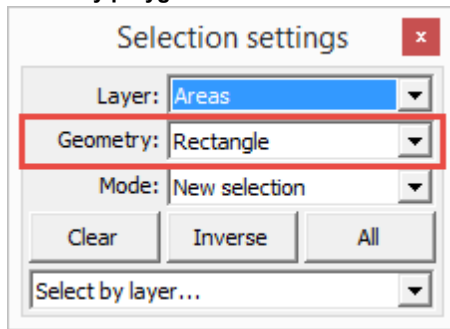 Selection settings
x
Layer: Areas
Geometry: Rectangle
Mode: New selection
Clear Inverse All
Select by layer...